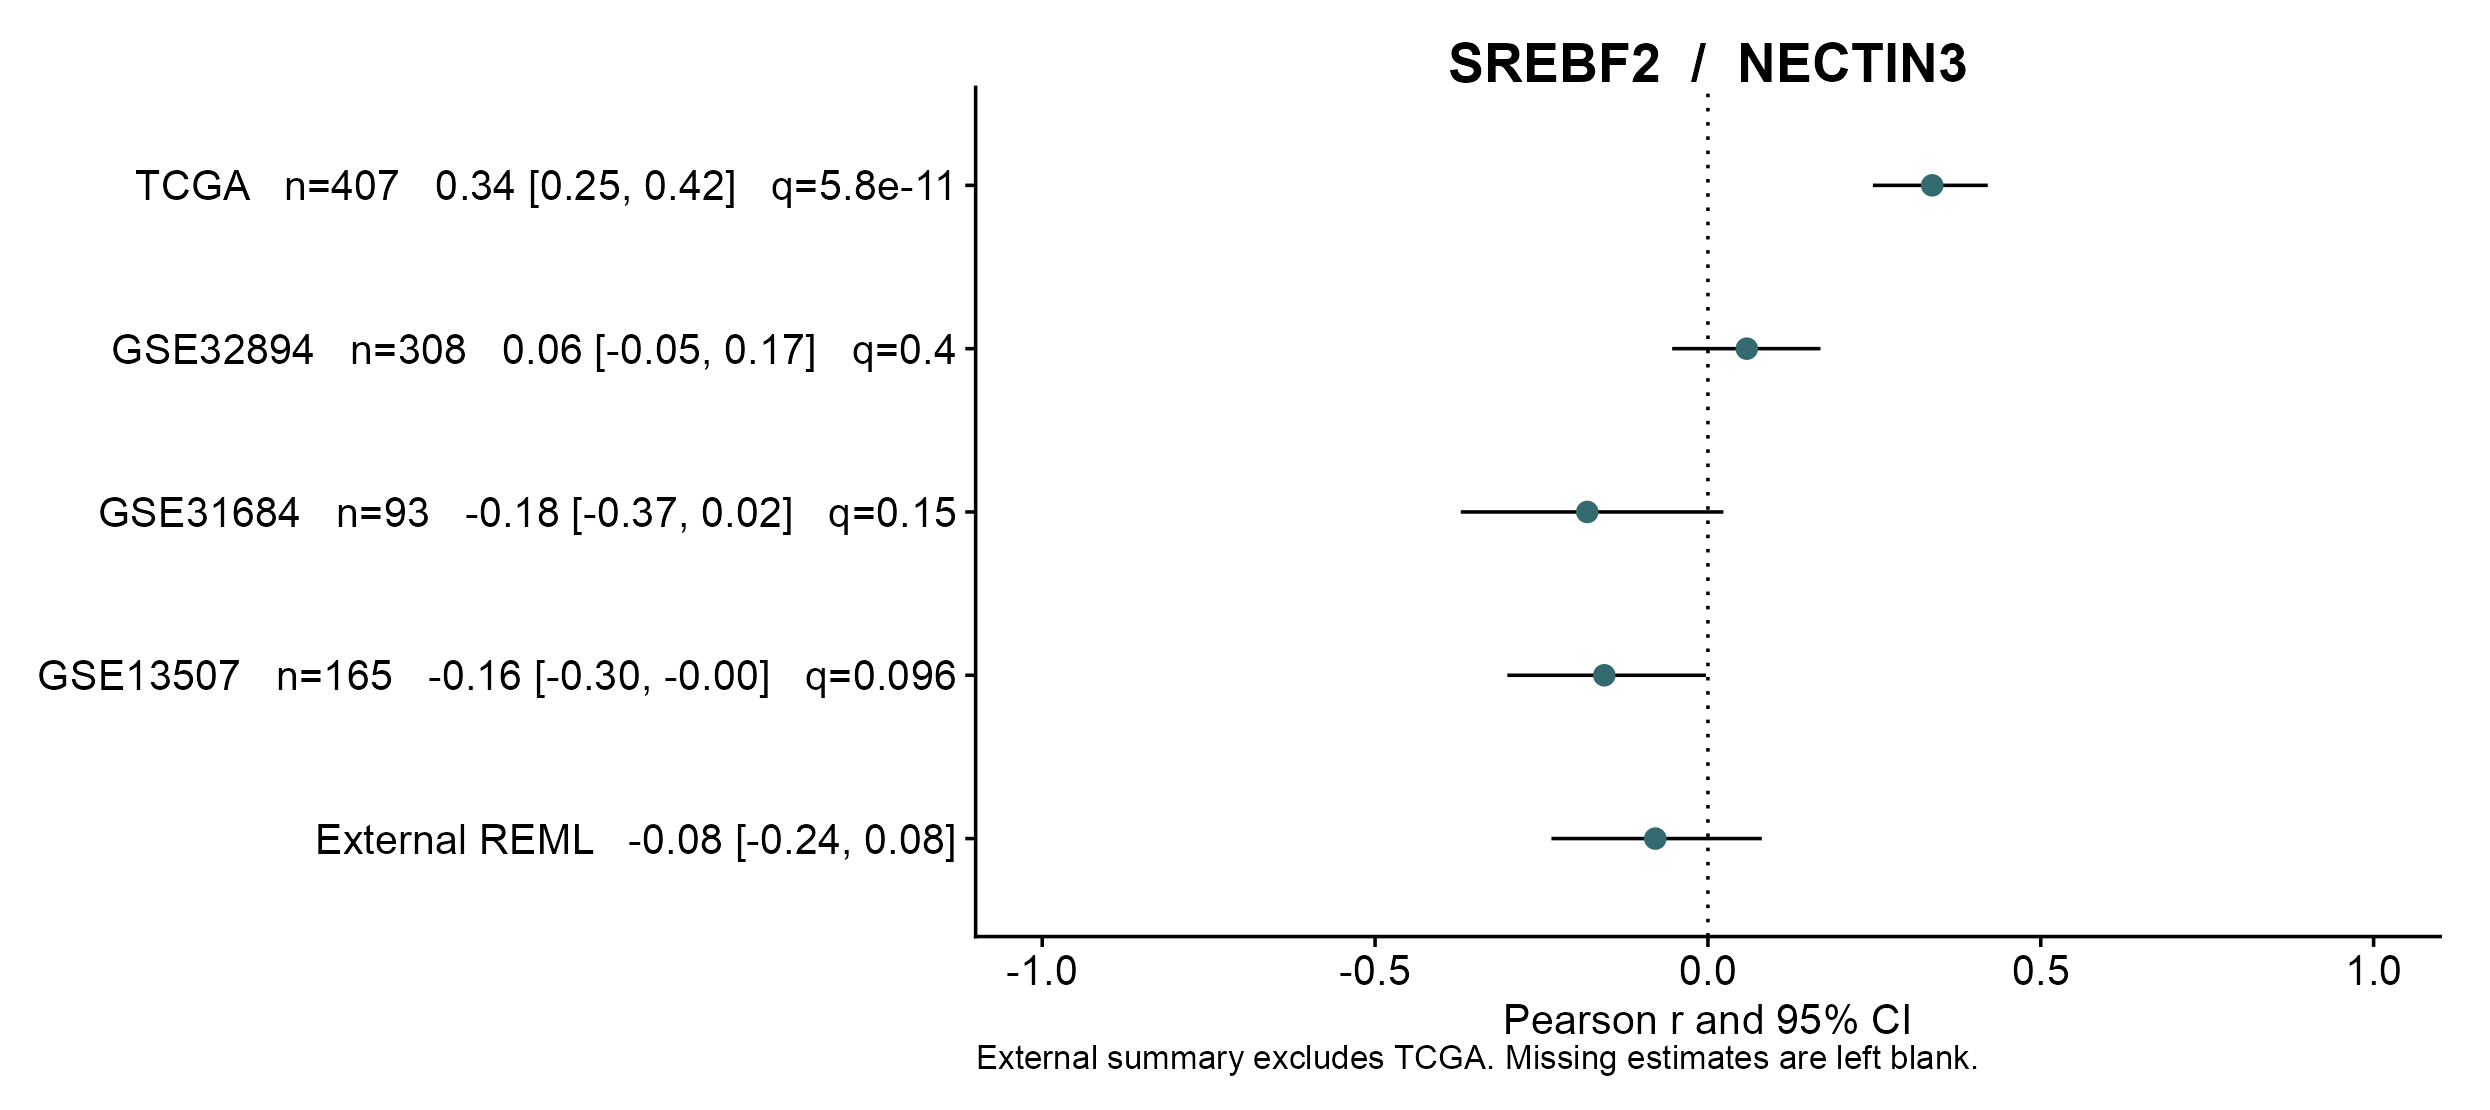 SREBF2 / NECTIN3
TCGA n=407 0.34 [0.25, 0.42] q=5.8e-11
GSE32894 n=308 0.06 [-0.05, 0.17] q=0.4
GSE31684 n=93 -0.18 [-0.37, 0.02] q=0.15
GSE13507 n=165 -0.16 [-0.30, -0.00] q=0.096
External REML -0.08 [-0.24, 0.08]
-1.0 -0.5 0.0 0.5 1.0
Pearson r and 95% CI
External summary excludes TCGA. Missing estimates are left blank.